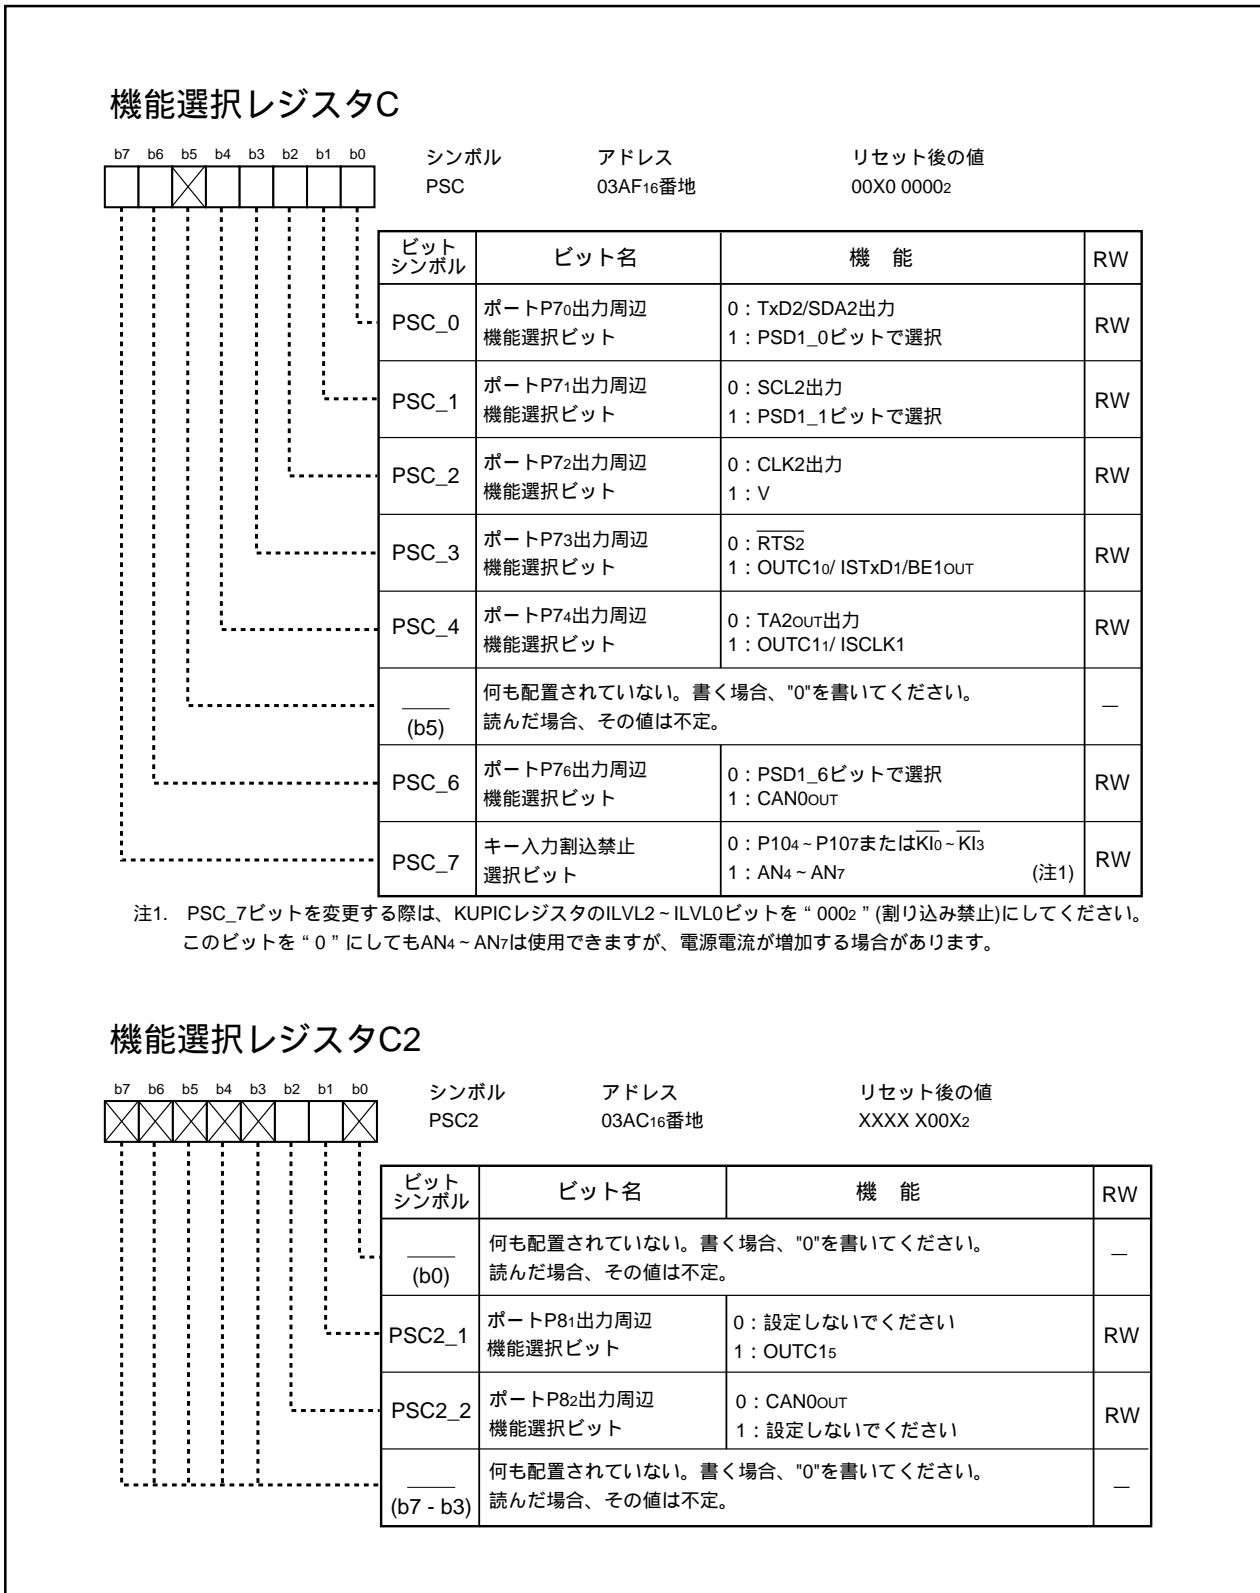 機能選択レジスタC
b7 b6 b5 b4 b3 b2 b1 b0
シンボル アドレス リセット後の値
PSC 03AF16番地 00X0 00002
ビット
シンボル ビット名 機 能 RW
PSC_0 ポートP70出力周辺 0:TxD2/SDA2出力 RW
機能選択ビット 1:PSD1_0ビットで選択
PSC_1 ポートP71出力周辺 0:SCL2出力 RW
機能選択ビット 1:PSD1_1ビットで選択
PSC_2 ポートP72出力周辺 0:CLK2出力 RW
機能選択ビット 1:V
PSC_3 ポートP73出力周辺 0:RTS2 RW
機能選択ビット 1:OUTC10/ ISTxD1/BE1OUT
PSC_4 ポートP74出力周辺 0:TA2OUT出力 RW
機能選択ビット 1:OUTC11/ ISCLK1
何も配置されていない。書く場合、"0"を書いてください。 —
(b5) 読んだ場合、その値は不定。
PSC_6 ポートP76出力周辺 0:PSD1_6ビットで選択 RW
機能選択ビット 1:CAN0OUT
PSC_7 キー入力割込禁止 0:P104~P107またはKI0~KI3 RW
選択ビット 1:AN4~AN7 (注1)
注1. PSC_7ビットを変更する際は、KUPICレジスタのILVL2~ILVL0ビットを“0002”(割り込み禁止)にしてください。
このビットを“0”にしてもAN4~AN7は使用できますが、電源電流が増加する場合があります。
機能選択レジスタC2
b7 b6 b5 b4 b3 b2 b1 b0
シンボル アドレス リセット後の値
PSC2 03AC16番地 XXXX X00X2
ビット
シンボル ビット名 機 能 RW
何も配置されていない。書く場合、"0"を書いてください。 —
(b0) 読んだ場合、その値は不定。
PSC2_1 ポートP81出力周辺 0:設定しないでください RW
機能選択ビット 1:OUTC15
PSC2_2 ポートP82出力周辺 0:CAN0OUT RW
機能選択ビット 1:設定しないでください
何も配置されていない。書く場合、"0"を書いてください。 —
(b7 - b3) 読んだ場合、その値は不定。